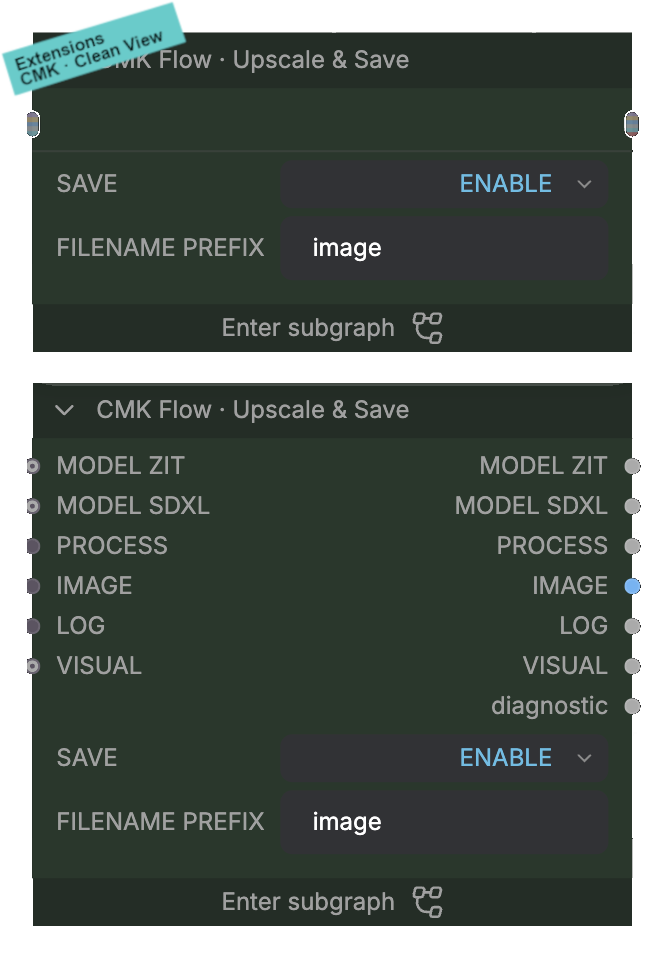 Extensions
CMK · Clean View
CMK Flow · Upscale & Save
SAVE ENABLE
FILENAME PREFIX image
Enter subgraph
CMK Flow · Upscale & Save
MODEL ZIT MODEL ZIT
MODEL SDXL MODEL SDXL
PROCESS PROCESS
IMAGE IMAGE
LOG LOG
VISUAL VISUAL
diagnostic
SAVE ENABLE
FILENAME PREFIX image
Enter subgraph